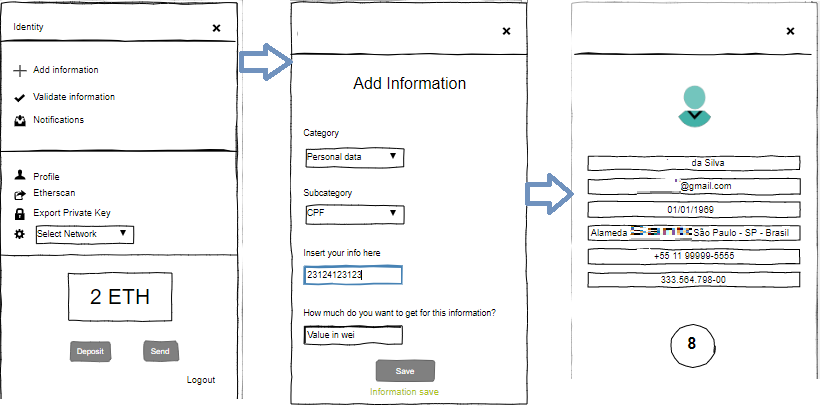 Identity
Add information
Validate information
Notifications
Profile
Etherscan
Export Private Key
Select Network
2 ETH
Deposit
Send
Logout
Add Information
Category
Personal data
Subcategory
CPF
Insert your info here
23124123123
How much do you want to get for this information?
Value in wei
Save
Information save
da Silva
@gmail.com
01/01/1969
Alameda São Paulo - SP - Brasil
+55 11 99999-5555
333.564.798-00
8